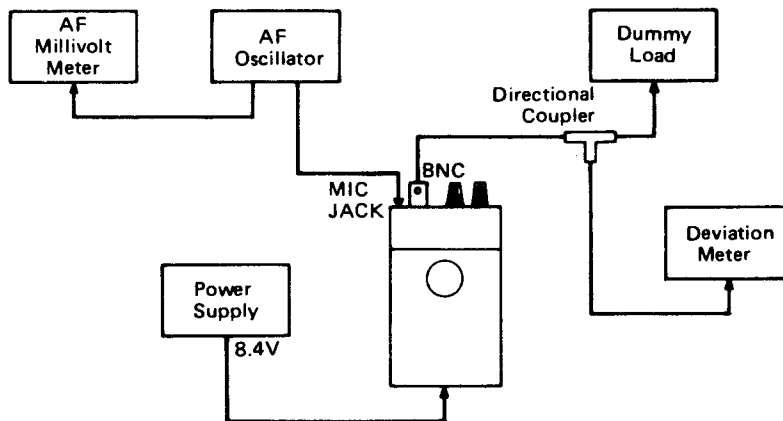 AF
Millivolt
Meter
AF
Oscillator
Dummy
Load
Directional
Coupler
BNC
MIC
JACK
Deviation
Meter
Power
Supply
8.4V